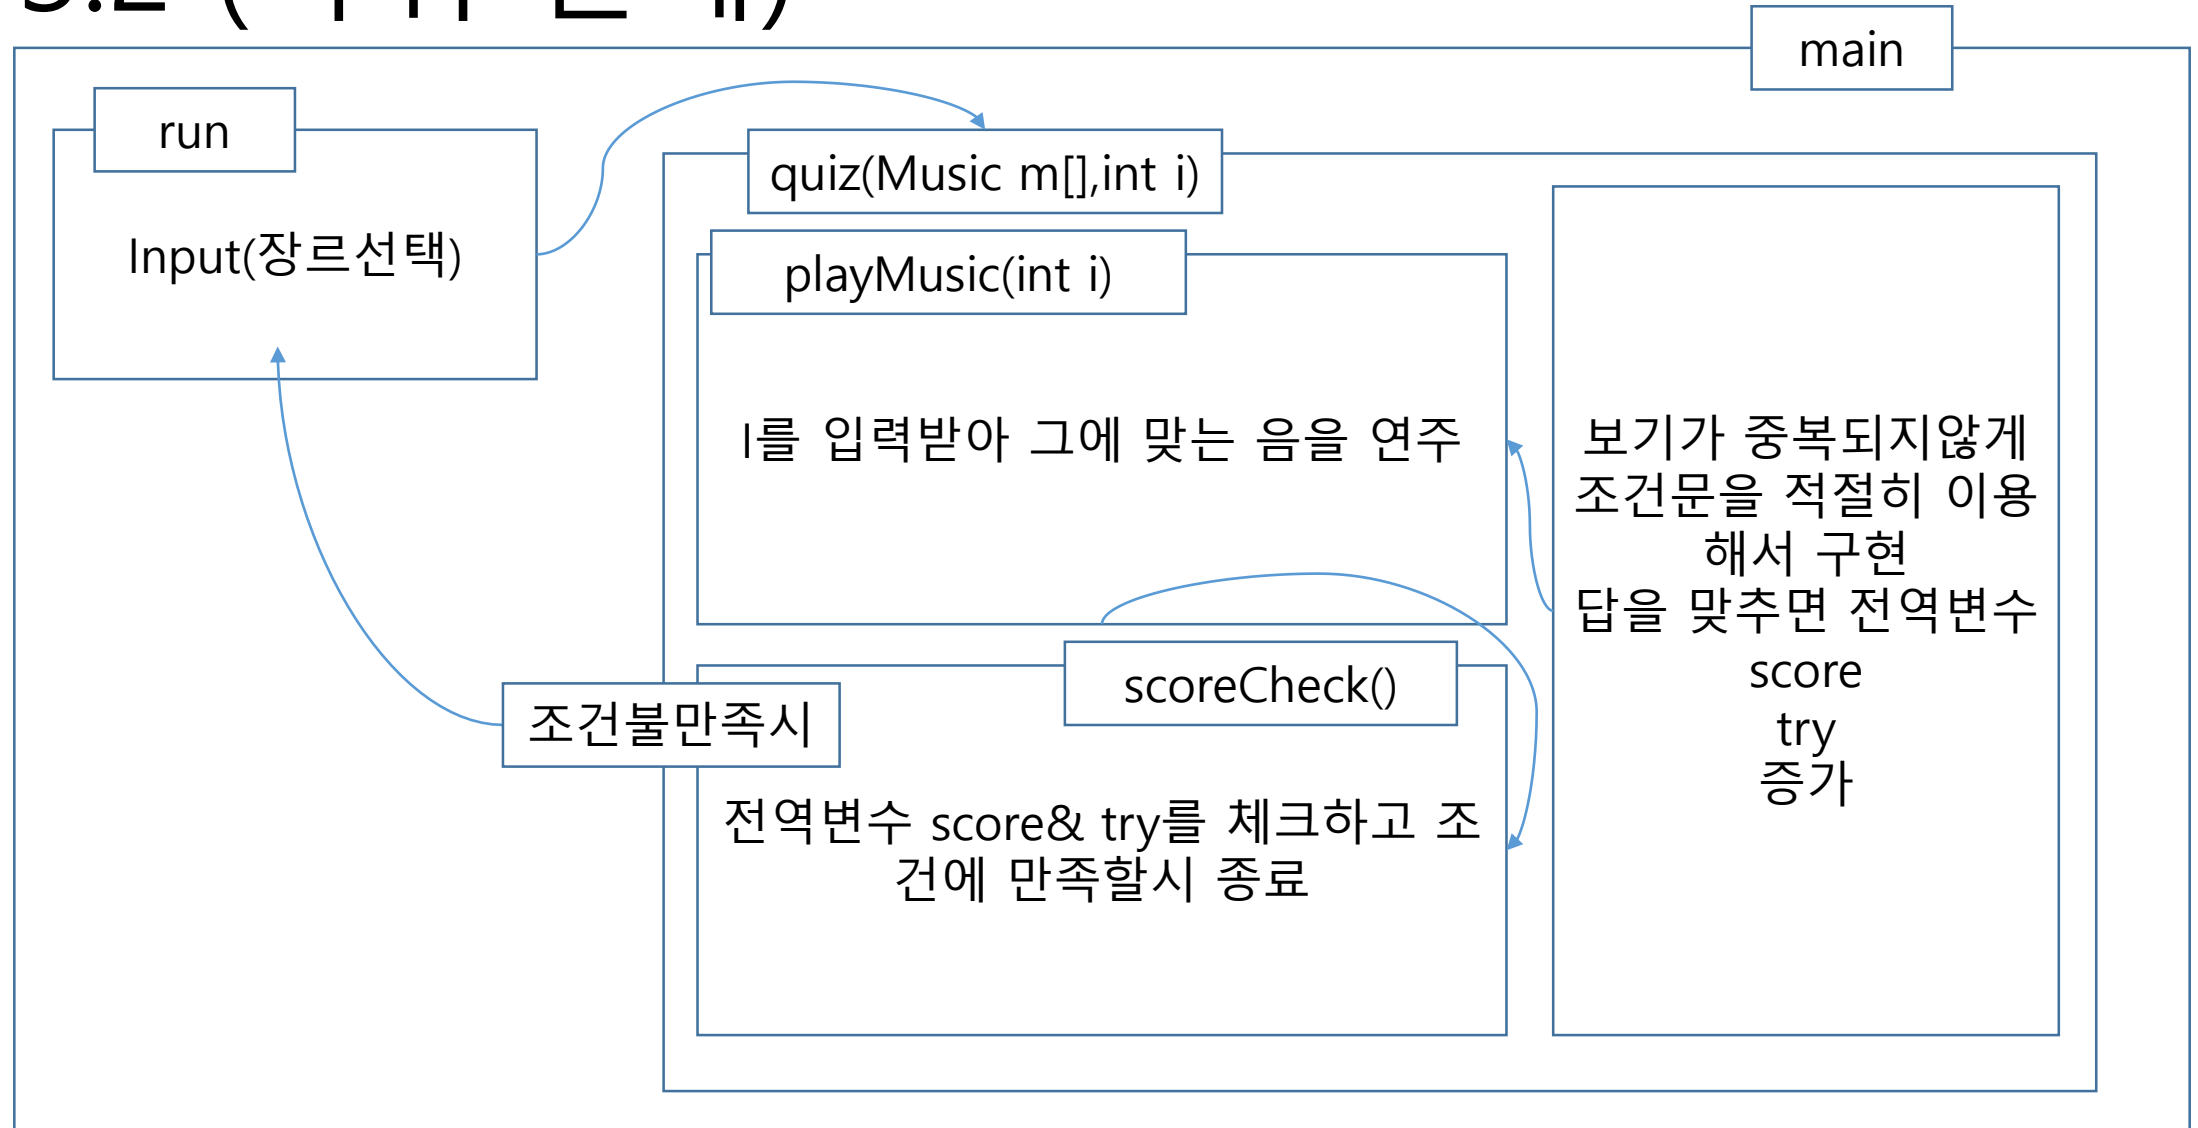 main
run
Input(장르선택)
quiz(Music m[],int i)
playMusic(int i)
I를 입력받아 그에 맞는 음을 연주
보기가 중복되지않게
조건문을 적절히 이용
해서 구현
답을 맞추면 전역변수
score
try
증가
scoreCheck()
조건불만족시
전역변수 score& try를 체크하고 조
건에 만족할시 종료